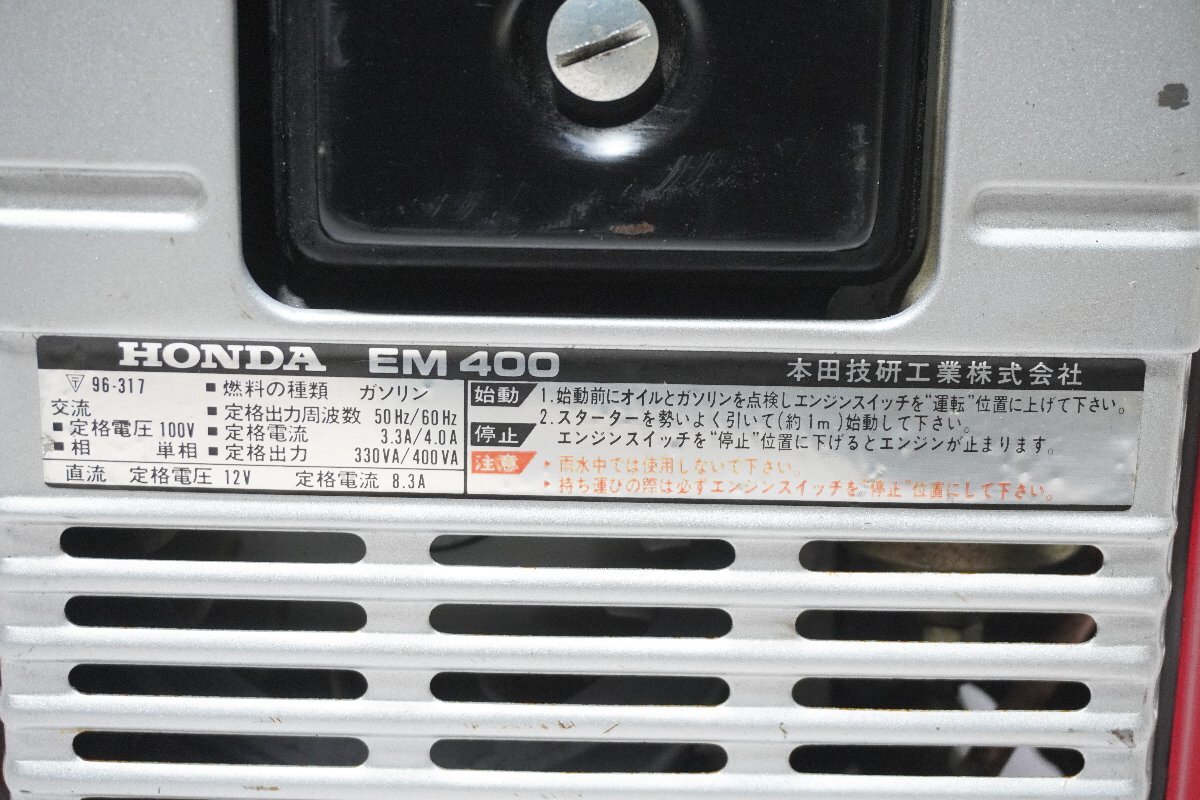 HONDA EM 400 本田技研工業株式会社
〒 96-317
■ 燃料の種類 ガソリン
交流
■ 定格出力周波数 50Hz/60Hz
■ 定格電圧 100V
■ 定格電流 3.3A/4.0A
■ 相 単相
■ 定格出力 330VA/400VA
直流 定格電圧 12V 定格電流 8.3A
始動 1. 始動前にオイルとガソリンを点検しエンジンスイッチを“運転”位置に上げて下さい。
2. スターターを勢いよく引いて(約1m)始動して下さい。
停止 エンジンスイッチを“停止”位置に下げるとエンジンが止まります。
注意 ▶ 雨水中では使用しないで下さい。
▶ 持ち運びの際は必ずエンジンスイッチを“停止”位置にして下さい。